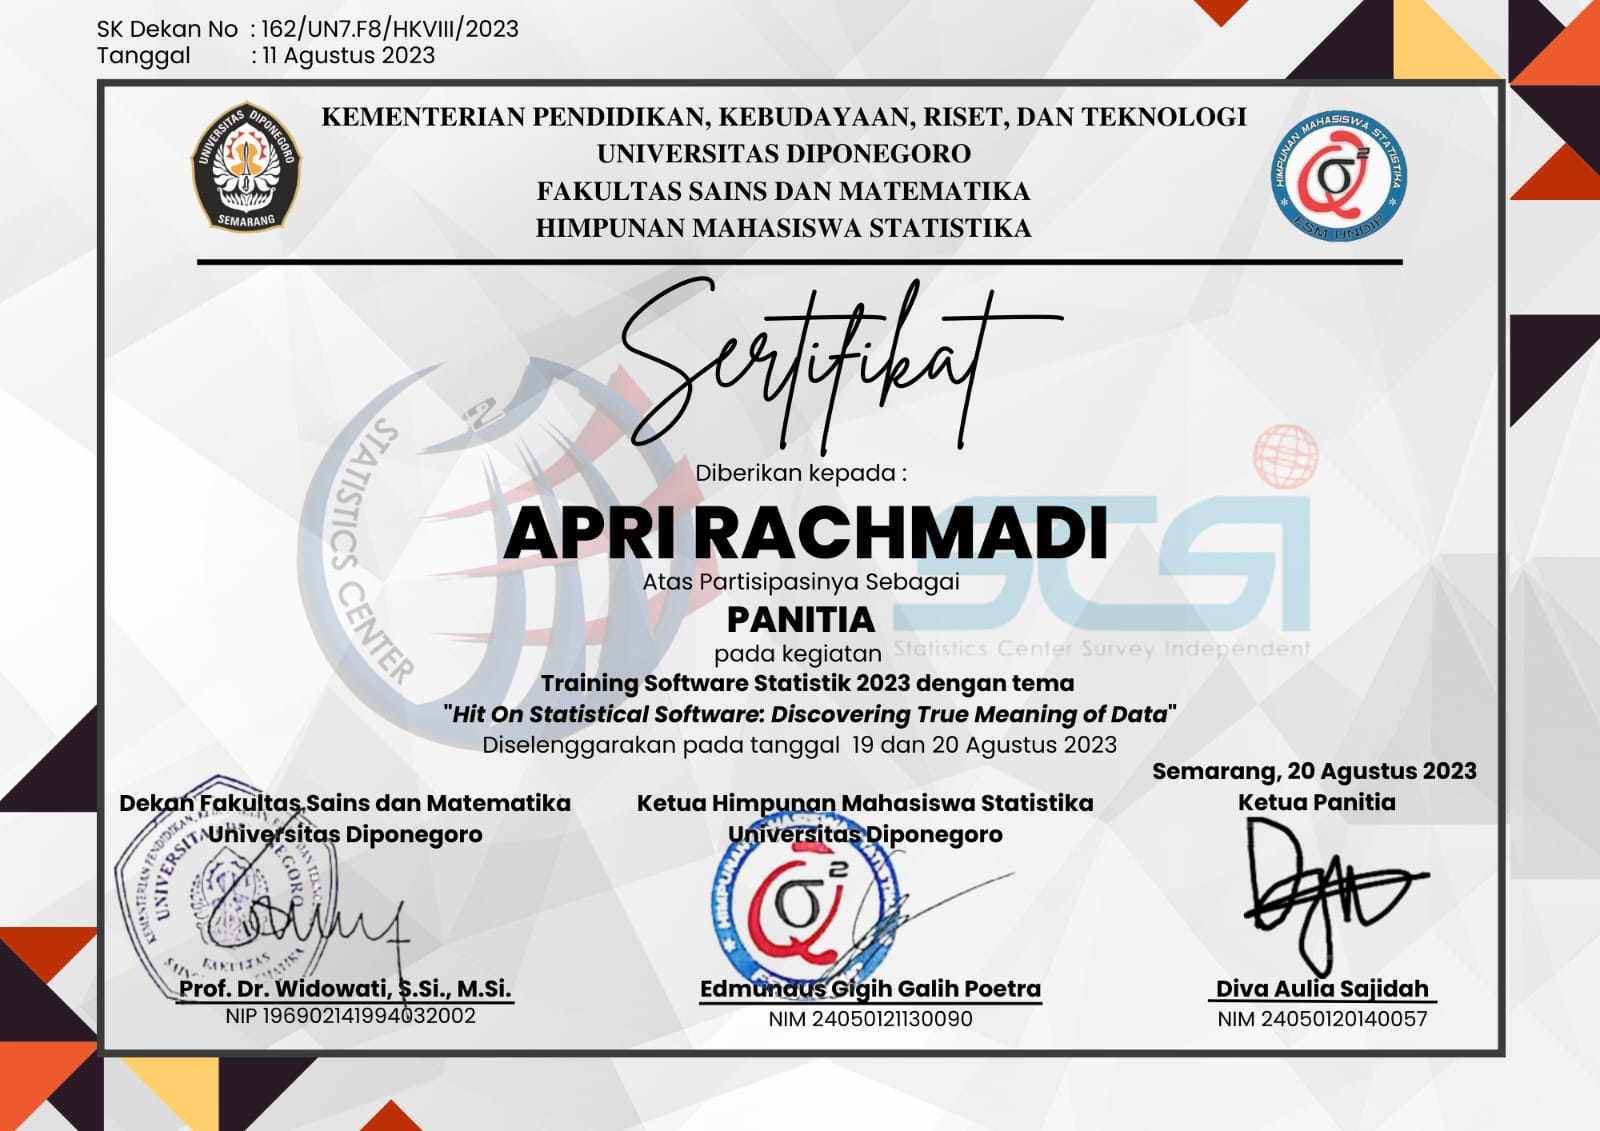 SK Dekan No : 162/UN7.F8/HKVIII/2023
Tanggal : 11 Agustus 2023
UNIVERSITAS DIPONEGORO
SEMARANG
KEMENTERIAN PENDIDIKAN, KEBUDAYAAN, RISET, DAN TEKNOLOGI
UNIVERSITAS DIPONEGORO
FAKULTAS SAINS DAN MATEMATIKA
HIMPUNAN MAHASISWA STATISTIKA
HIMPUNAN MAHASISWA STATISTIKA
σ²
FSM UNDIP
Sertifikat
STATISTICS CENTER
2
Diberikan kepada :
APRI RACHMADI
Atas Partisipasinya Sebagai
PANITIA
pada kegiatan
scsi
Statistics Center Survey Independent
Training Software Statistik 2023 dengan tema
"Hit On Statistical Software: Discovering True Meaning of Data"
Diselenggarakan pada tanggal 19 dan 20 Agustus 2023
Semarang, 20 Agustus 2023
Dekan Fakultas Sains dan Matematika
Universitas Diponegoro
Ketua Himpunan Mahasiswa Statistika
Universitas Diponegoro
Ketua Panitia
σ²
FAKULTAS
Prof. Dr. Widowati, S.Si., M.Si.
NIP 196902141994032002
Edmundus Gigih Galih Poetra
NIM 24050121130090
Diva Aulia Sajidah
NIM 24050120140057